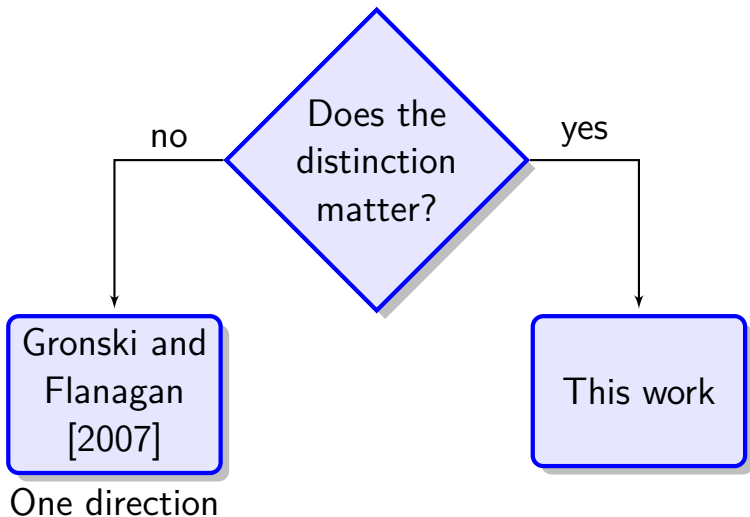 Does the
distinction
matter?
no
yes
Gronski and
Flanagan
[2007]
This work
One direction